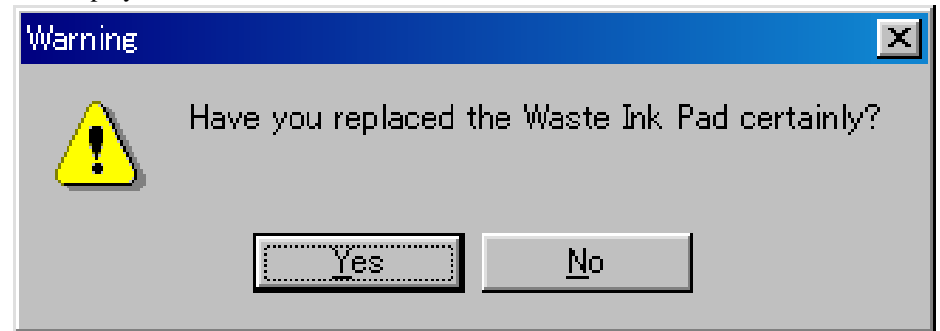 Warning
Have you replaced the Waste Ink Pad certainly?
Yes
No